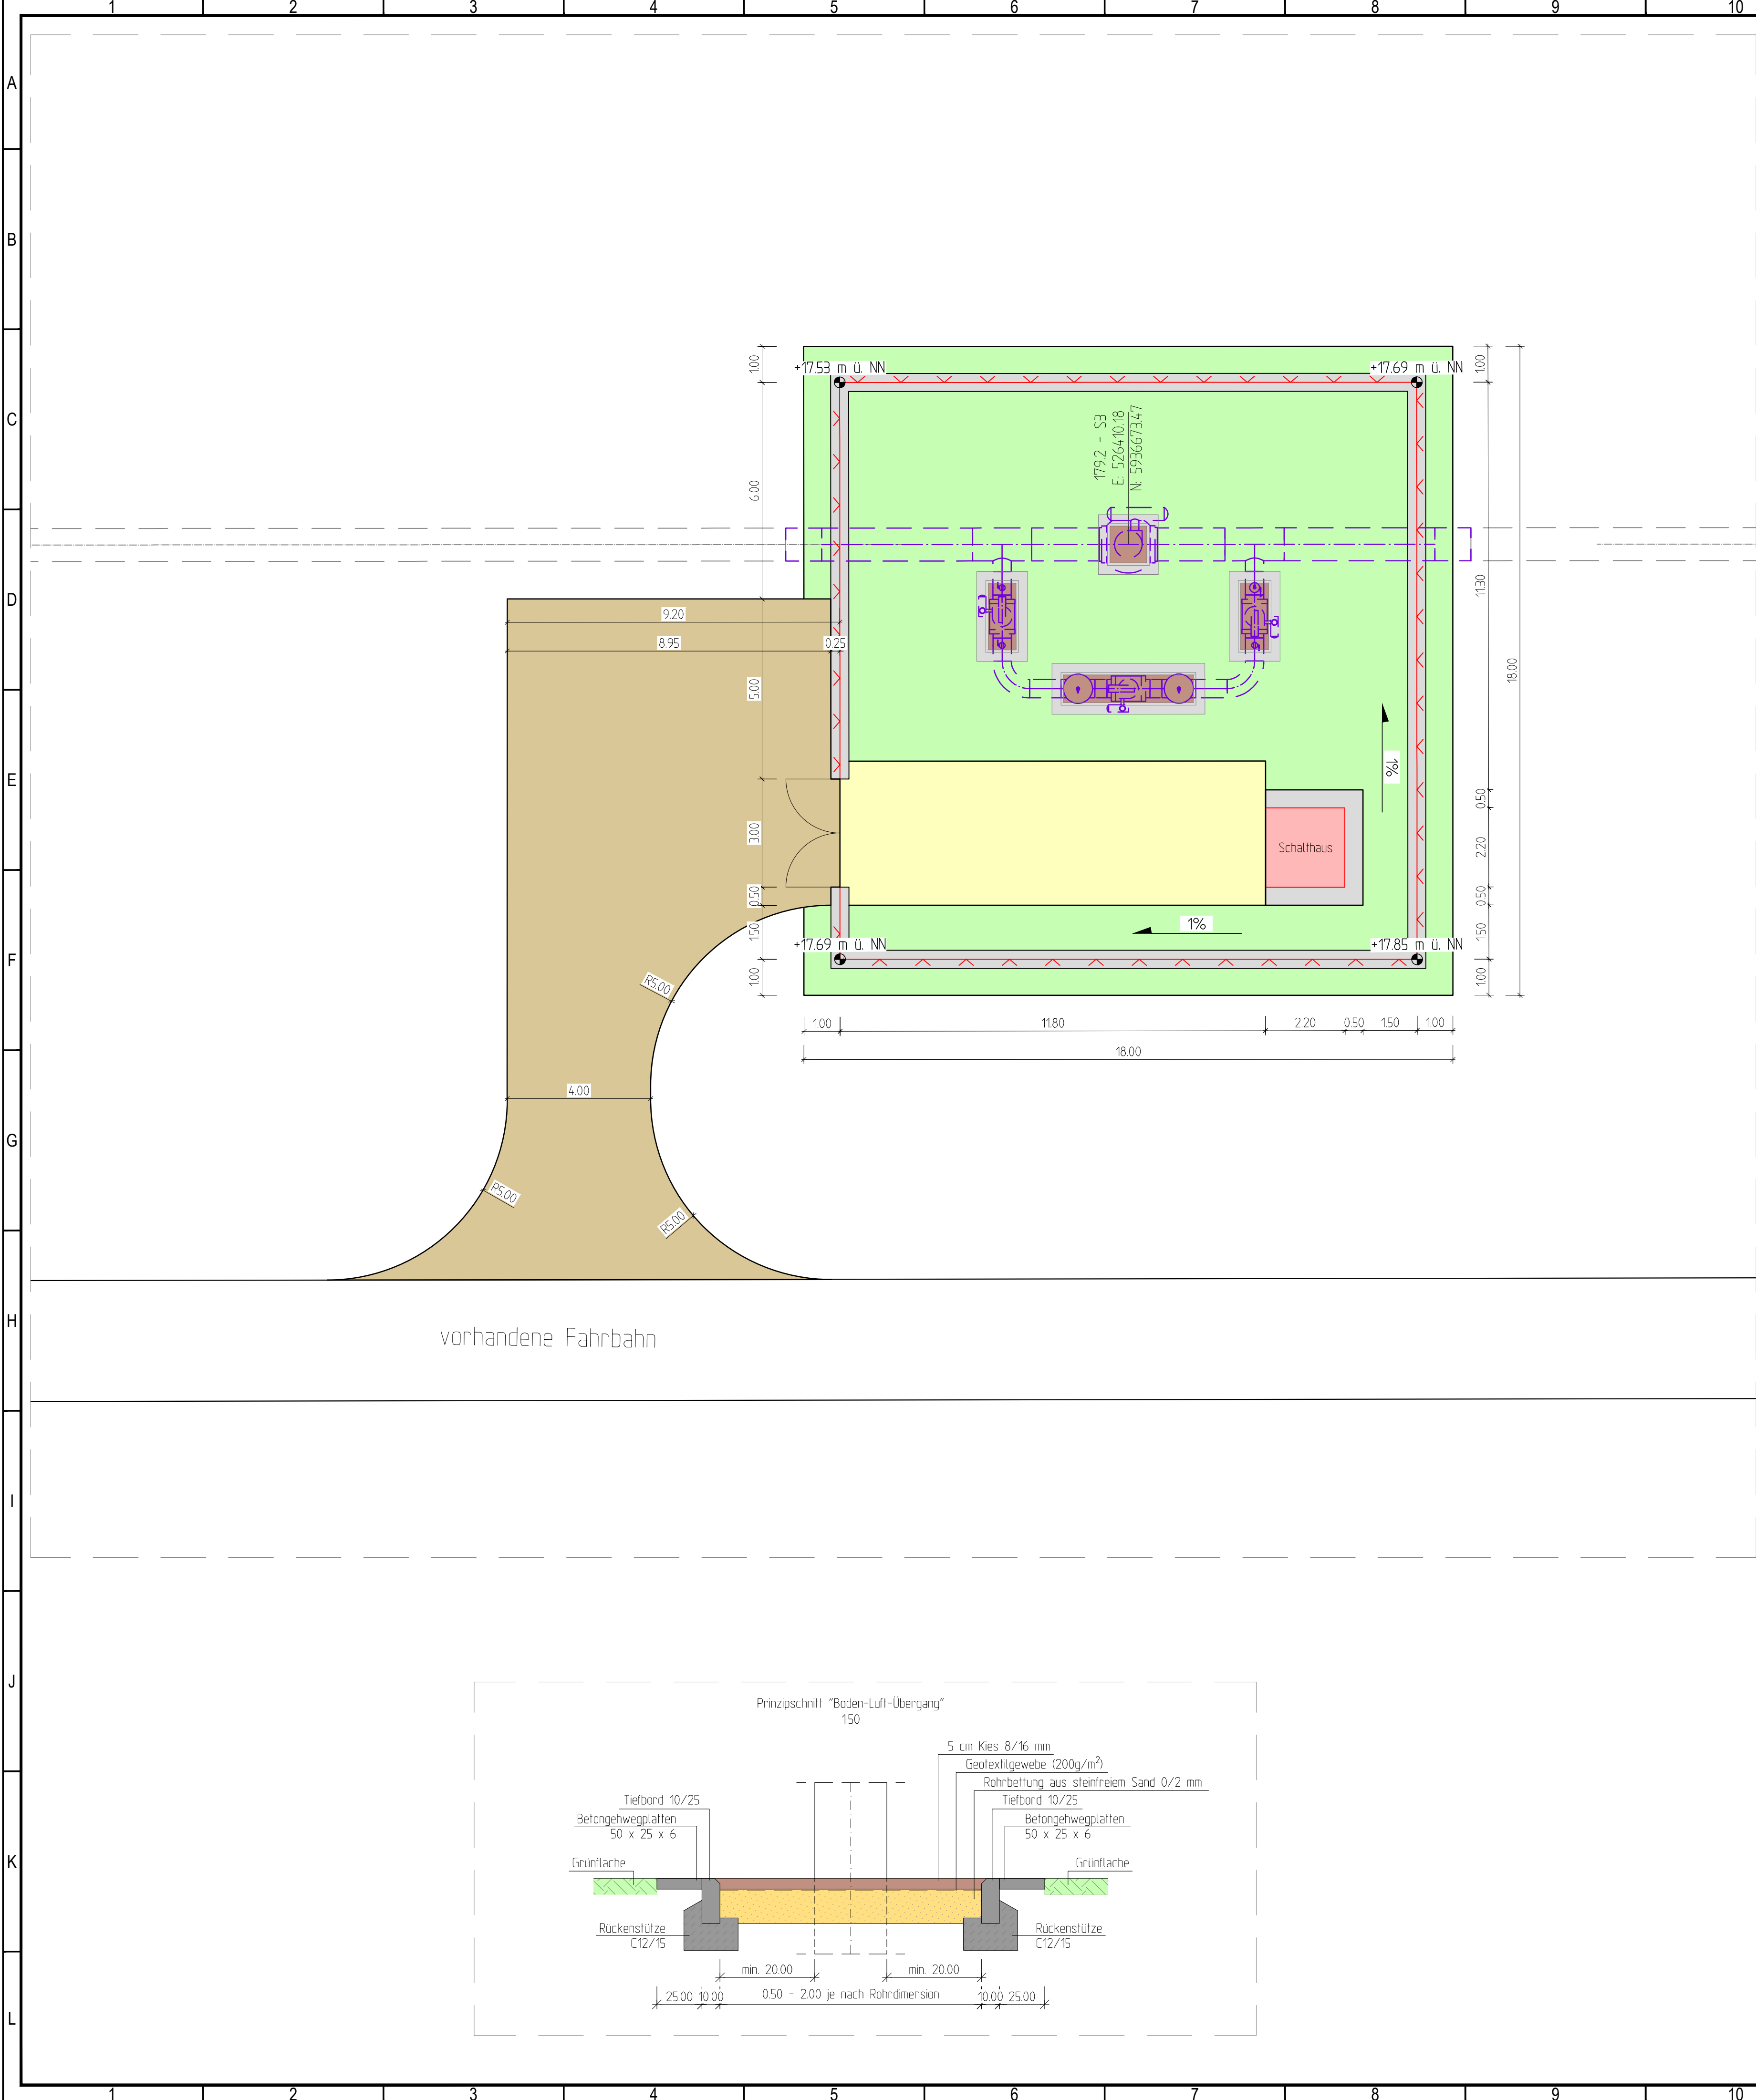 1 2 3 4 5 6 7 8 9 10
A
B
C
D
E
F
G
H
I
J
K
L
+17.53 m ü. NN
+17.69 m ü. NN
1.00
6.00
5.00
3.00
0.50
1.50
1.00
179.2 - S3
E: 526410.18
N: 5936673.47
1.00
11.30
0.50
2.20
0.50
1.50
1.00
18.00
9.20
8.95
0.25
1%
Schalthaus
1%
+17.69 m ü. NN
+17.85 m ü. NN
R5.00
1.00
11.80
2.20
0.50
1.50
1.00
18.00
4.00
R5.00
R5.00
vorhandene Fahrbahn
Prinzipschnitt "Boden-Luft-Übergang"
1:50
5 cm Kies 8/16 mm
Geotextilgewebe (200g/m²)
Rohrbettung aus steinfreiem Sand 0/2 mm
Tiefbord 10/25
Tiefbord 10/25
Betongehwegplatten
50 x 25 x 6
Betongehwegplatten
50 x 25 x 6
Grünflache
Grünflache
Rückenstütze
C12/15
Rückenstütze
C12/15
min. 20.00
min. 20.00
25.00
10.00
0.50 - 2.00 je nach Rohrdimension
10.00
25.00
1 2 3 4 5 6 7 8 9 10